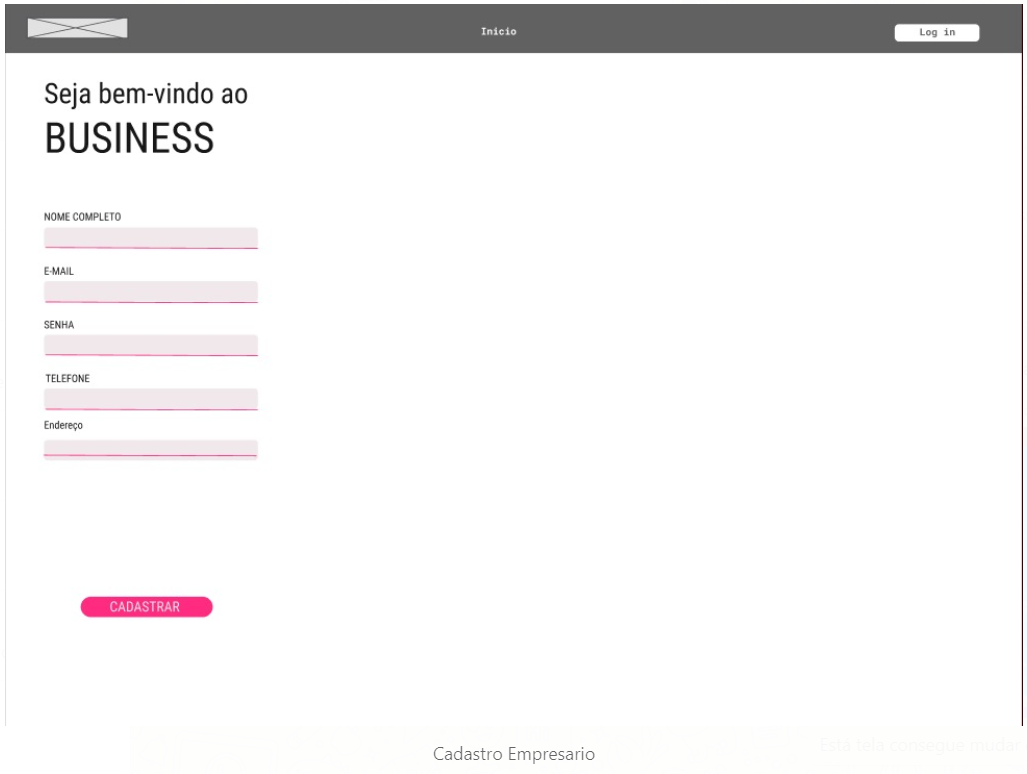 Inicio
Log in
Seja bem-vindo ao
BUSINESS
NOME COMPLETO
E-MAIL
SENHA
TELEFONE
Endereço
CADASTRAR
Está tela consegue mudar
Cadastro Empresario